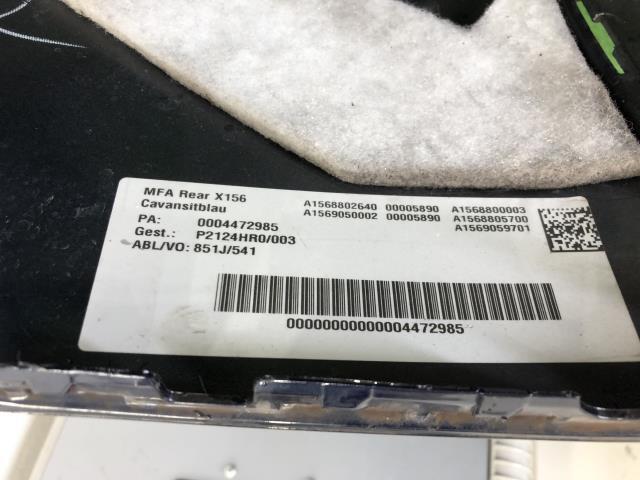 MFA Rear X156
Cavansitblau
A1568802640 00005890 A1568800003
A1569050002 00005890 A1568805700
A1569059701
PA: 0004472985
Gest.: P2124HR0/003
ABL/VO: 851J/541
00000000000004472985